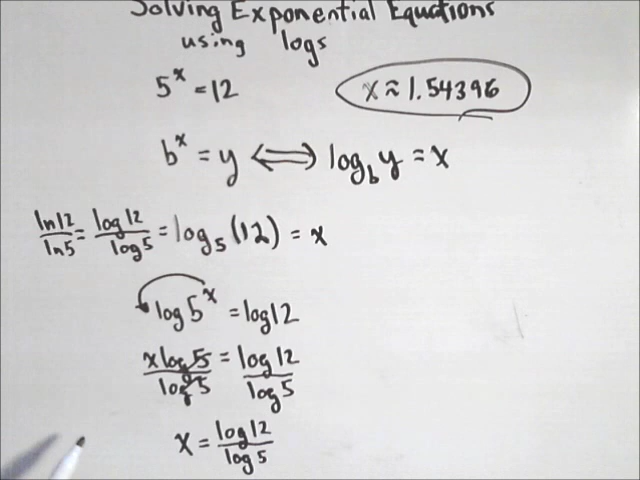 Solving Exponential Equations
using logs
5^x = 12
x ≈ 1.54396
b^x = y ⟺ log_b y = x
ln12/ln5 = log12/log5 = log_5 (12) = x
log 5^x = log 12
x log 5/log 5 = log 12/log 5
x = log 12/log 5